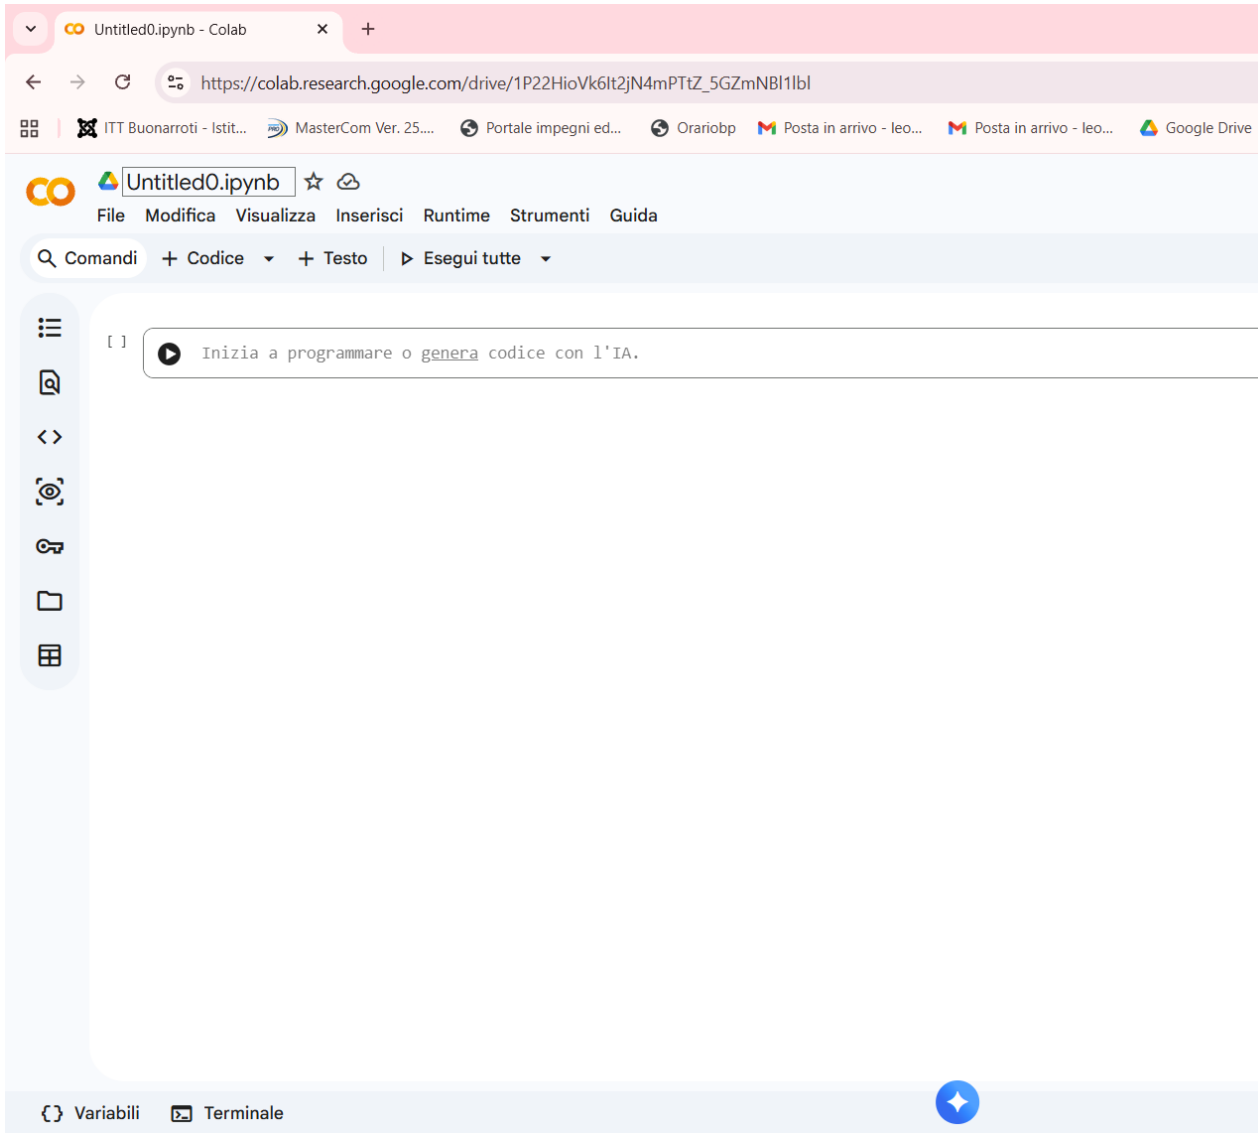 Untitled0.ipynb - Colab
https://colab.research.google.com/drive/1P22HioVk6lt2jN4mPTtZ_5GZmNBl1lbl
ITT Buonarroti - Istit... MasterCom Ver. 25.... Portale impegni ed... Orariobp Posta in arrivo - leo... Posta in arrivo - leo... Google Drive
Untitled0.ipynb
File Modifica Visualizza Inserisci Runtime Strumenti Guida
Comandi + Codice + Testo Esegui tutte
[ ] Inizia a programmare o genera codice con l'IA.
{} Variabili Terminale